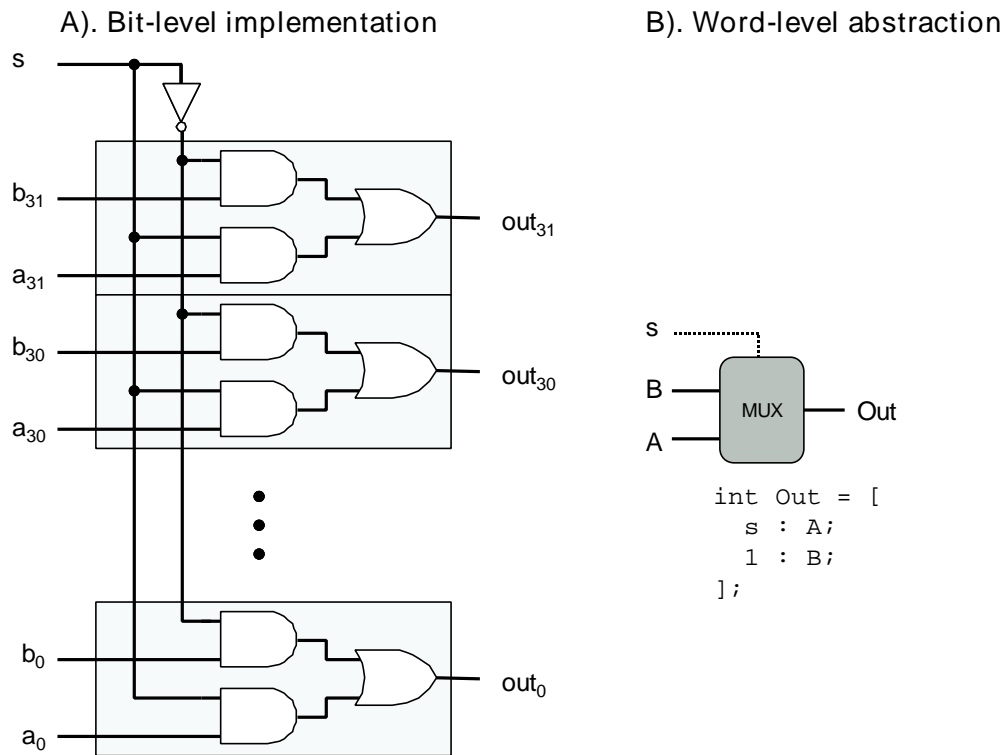 A). Bit-level implementation
s
b31
out31
a31
b30
out30
a30
b0
out0
a0
B). Word-level abstraction
s
B
MUX
Out
A
int Out = [
s : A;
1 : B;
];